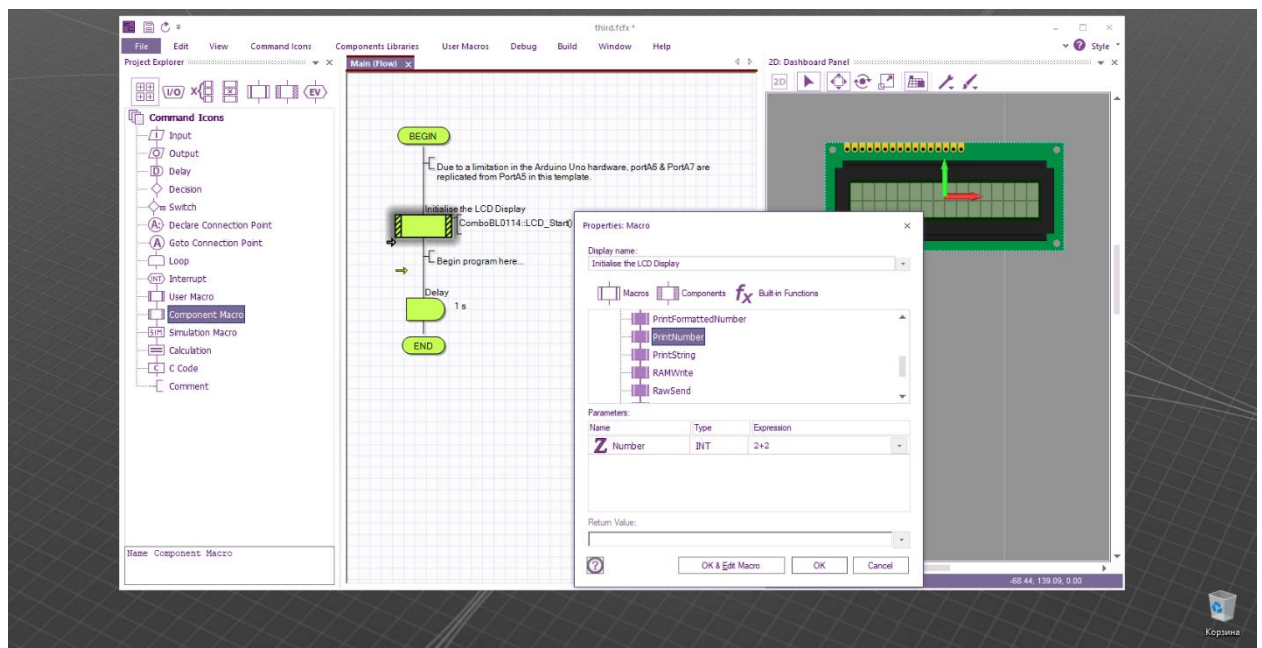 third.fcfx *
File Edit View Command Icons Components Libraries User Macros Debug Build Window Help Style
Project Explorer
Main (Flow) x
2D: Dashboard Panel
I/O EV
2D
Command Icons
Input
Output
Delay
Decision
Switch
Declare Connection Point
Goto Connection Point
Loop
Interrupt
User Macro
Component Macro
Simulation Macro
Calculation
C Code
Comment
Name Component Macro
BEGIN
Due to a limitation in the Arduino Uno hardware, portA6 & PortA7 are
replicated from PortA5 in this template.
Initialise the LCD Display
ComboBL0114::LCD_Start()
Begin program here...
Delay
1 s
END
Properties: Macro
Display name:
Initialise the LCD Display
Macros Components fx Built-in Functions
PrintFormattedNumber
PrintNumber
PrintString
RAMWrite
RawSend
Parameters:
Name Type Expression
Z Number INT 2+2
Return Value:
? OK & Edit Macro OK Cancel
-68.44, 139.09, 0.00
Корзина